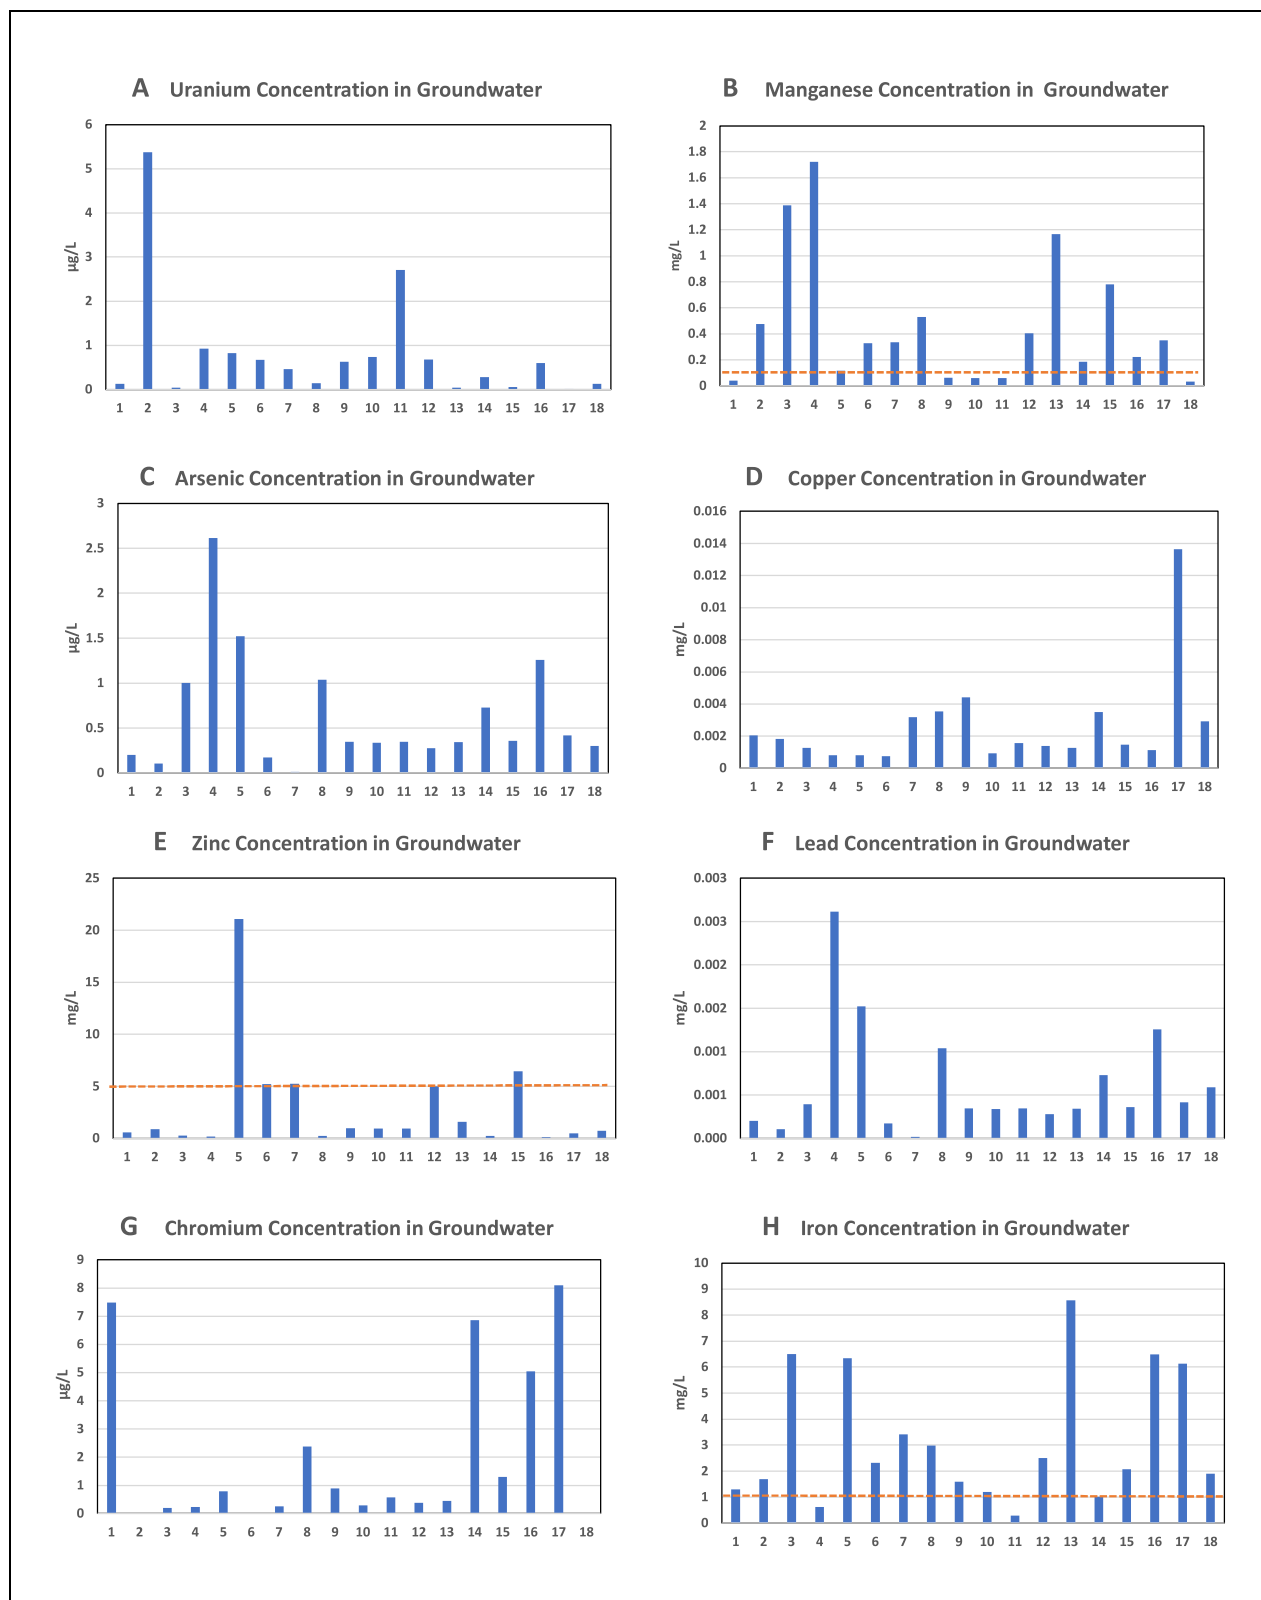 A Uranium Concentration in Groundwater
6
5
4
3
2
1
0
µg/L
1 2 3 4 5 6 7 8 9 10 11 12 13 14 15 16 17 18
B Manganese Concentration in Groundwater
2
1.8
1.6
1.4
1.2
1
0.8
0.6
0.4
0.2
0
mg/L
1 2 3 4 5 6 7 8 9 10 11 12 13 14 15 16 17 18
C Arsenic Concentration in Groundwater
3
2.5
2
1.5
1
0.5
0
µg/L
1 2 3 4 5 6 7 8 9 10 11 12 13 14 15 16 17 18
D Copper Concentration in Groundwater
0.016
0.014
0.012
0.01
0.008
0.006
0.004
0.002
0
mg/L
1 2 3 4 5 6 7 8 9 10 11 12 13 14 15 16 17 18
E Zinc Concentration in Groundwater
25
20
15
10
5
0
mg/L
1 2 3 4 5 6 7 8 9 10 11 12 13 14 15 16 17 18
F Lead Concentration in Groundwater
0.003
0.003
0.002
0.002
0.001
0.001
0.000
mg/L
1 2 3 4 5 6 7 8 9 10 11 12 13 14 15 16 17 18
G Chromium Concentration in Groundwater
9
8
7
6
5
4
3
2
1
0
µg/L
1 2 3 4 5 6 7 8 9 10 11 12 13 14 15 16 17 18
H Iron Concentration in Groundwater
10
9
8
7
6
5
4
3
2
1
0
mg/L
1 2 3 4 5 6 7 8 9 10 11 12 13 14 15 16 17 18